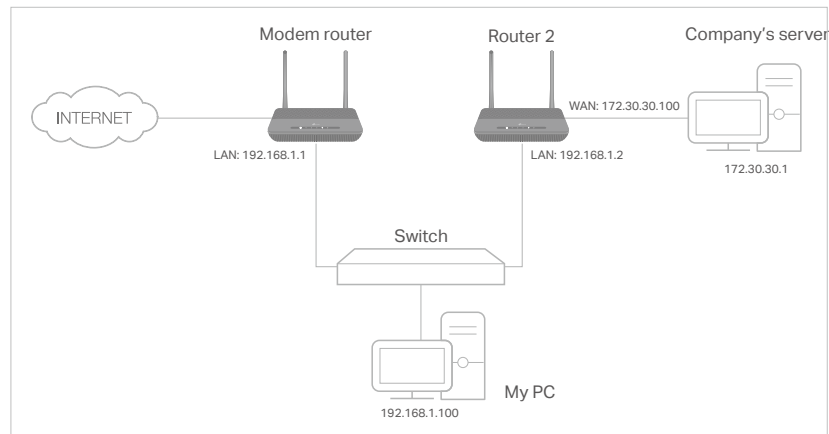 Modem router
Router 2
Company's server
INTERNET
WAN: 172.30.30.100
LAN: 192.168.1.1
LAN: 192.168.1.2
172.30.30.1
Switch
My PC
192.168.1.100